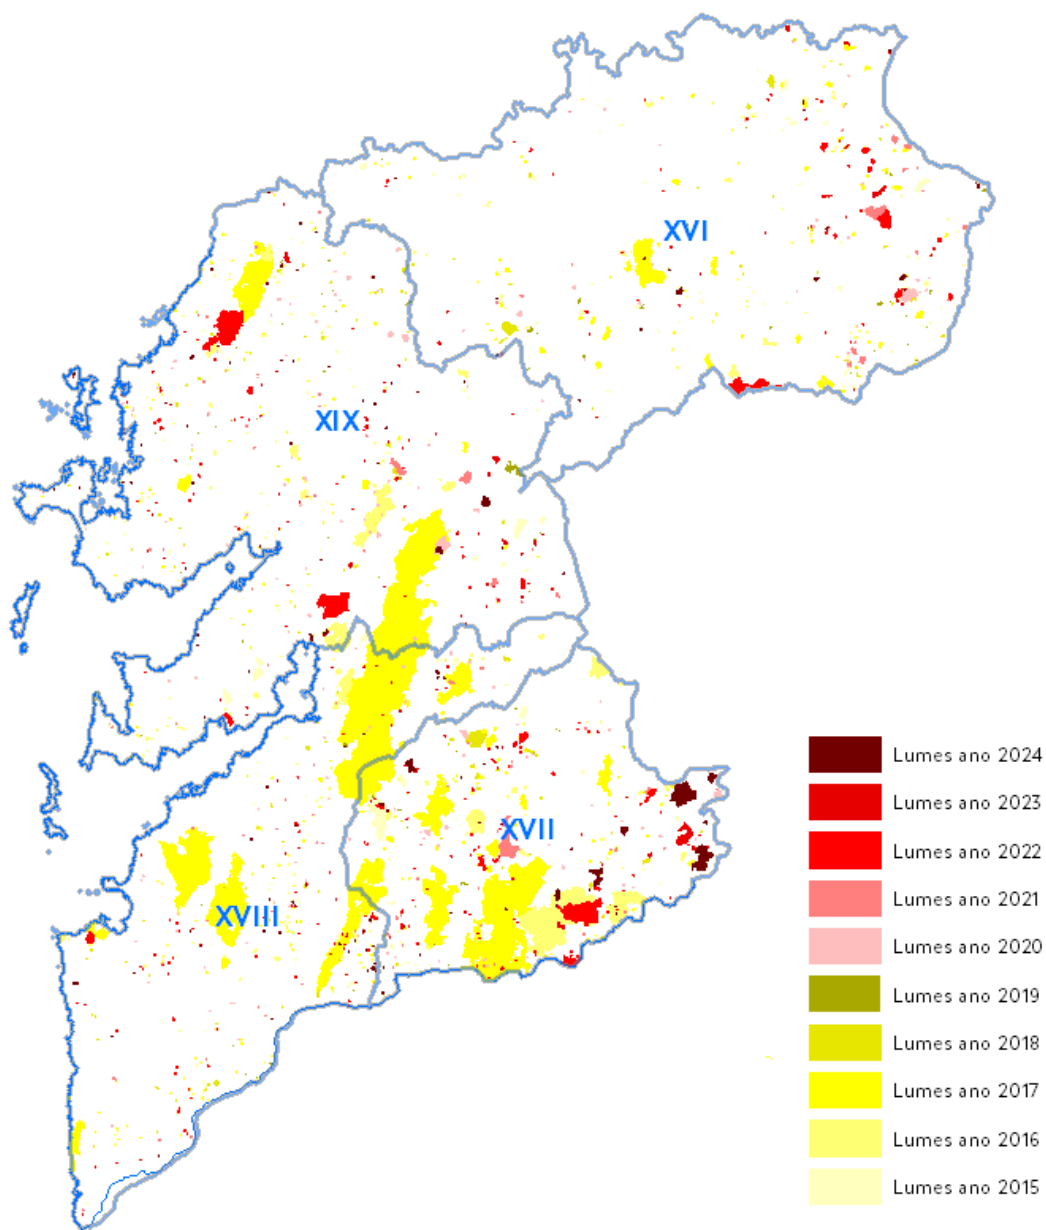 XVI
XIX
XVII
XVIII
Lumes ano 2024
Lumes ano 2023
Lumes ano 2022
Lumes ano 2021
Lumes ano 2020
Lumes ano 2019
Lumes ano 2018
Lumes ano 2017
Lumes ano 2016
Lumes ano 2015